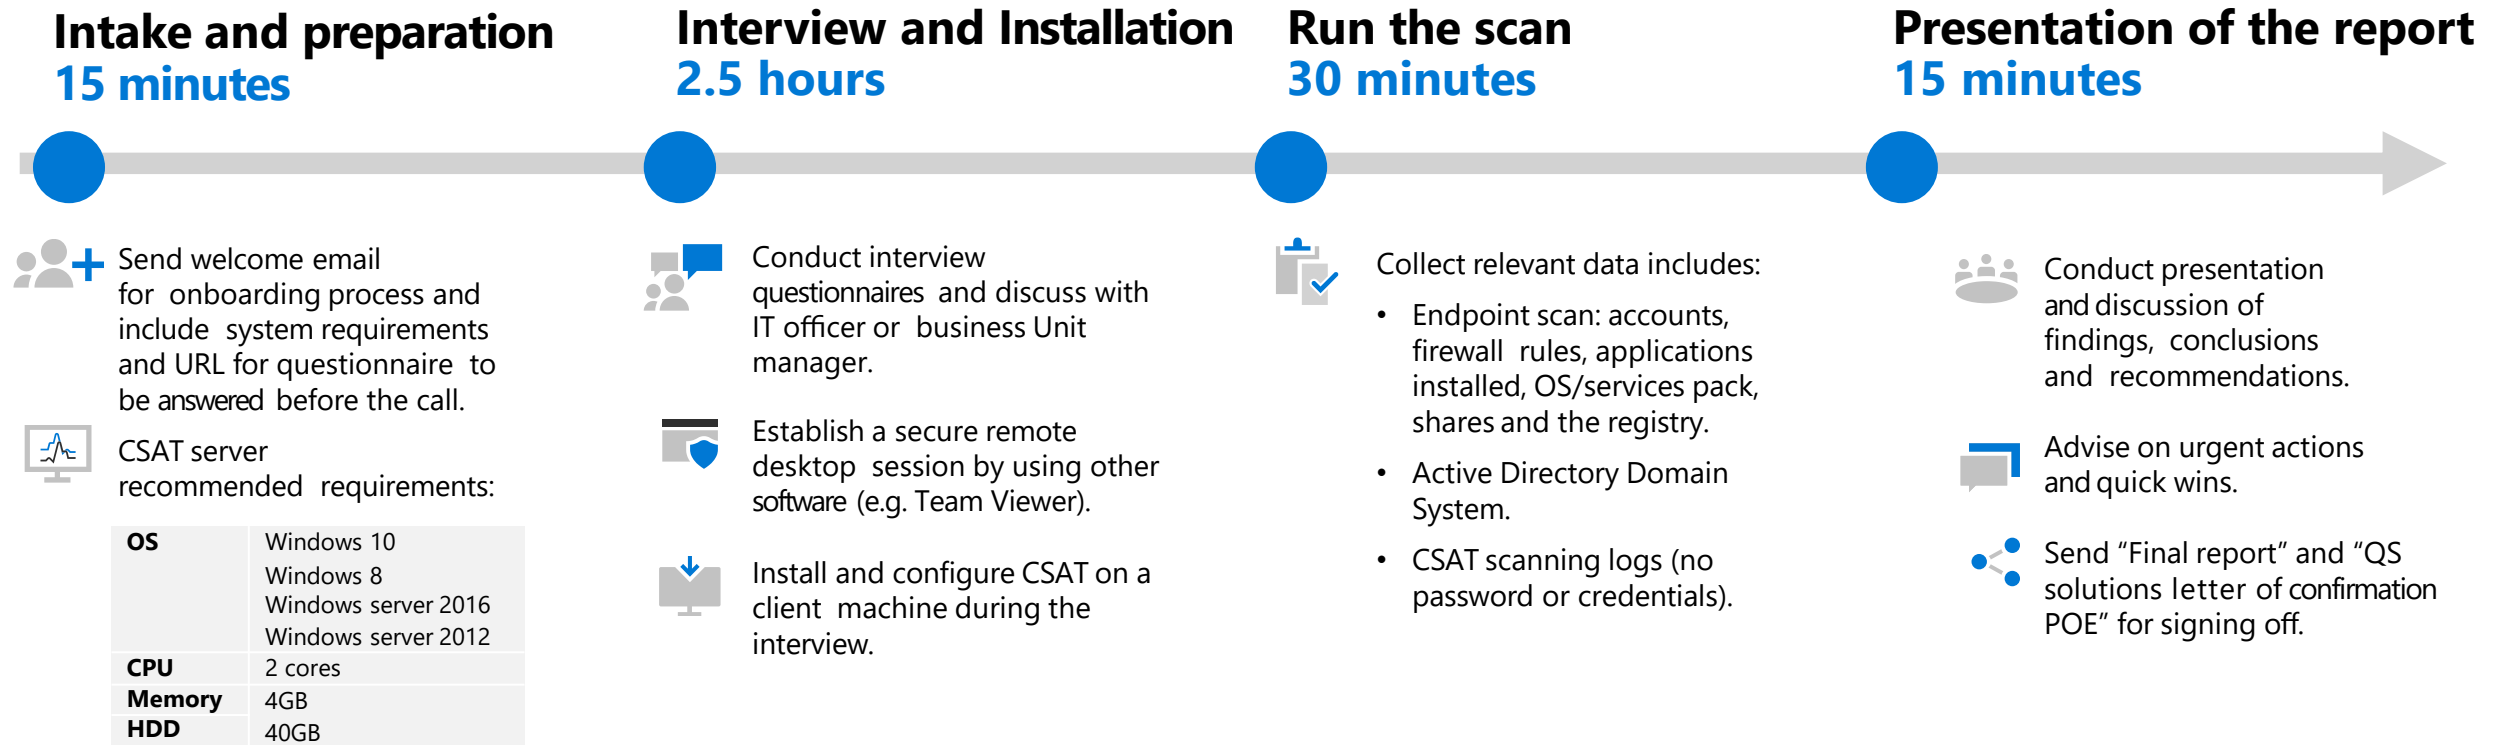 Intake and preparation
15 minutes
Send welcome email
for onboarding process and
include system requirements
and URL for questionnaire to
be answered before the call.
CSAT server
recommended requirements:
OS Windows 10
Windows 8
Windows server 2016
Windows server 2012
CPU 2 cores
Memory 4GB
HDD 40GB
Interview and Installation
2.5 hours
Conduct interview
questionnaires and discuss with
IT officer or business Unit
manager.
Establish a secure remote
desktop session by using other
software (e.g. Team Viewer).
Install and configure CSAT on a
client machine during the
interview.
Run the scan
30 minutes
Collect relevant data includes:
• Endpoint scan: accounts,
firewall rules, applications
installed, OS/services pack,
shares and the registry.
• Active Directory Domain
System.
• CSAT scanning logs (no
password or credentials).
Presentation of the report
15 minutes
Conduct presentation
and discussion of
findings, conclusions
and recommendations.
Advise on urgent actions
and quick wins.
Send “Final report” and “QS
solutions letter of confirmation
POE” for signing off.